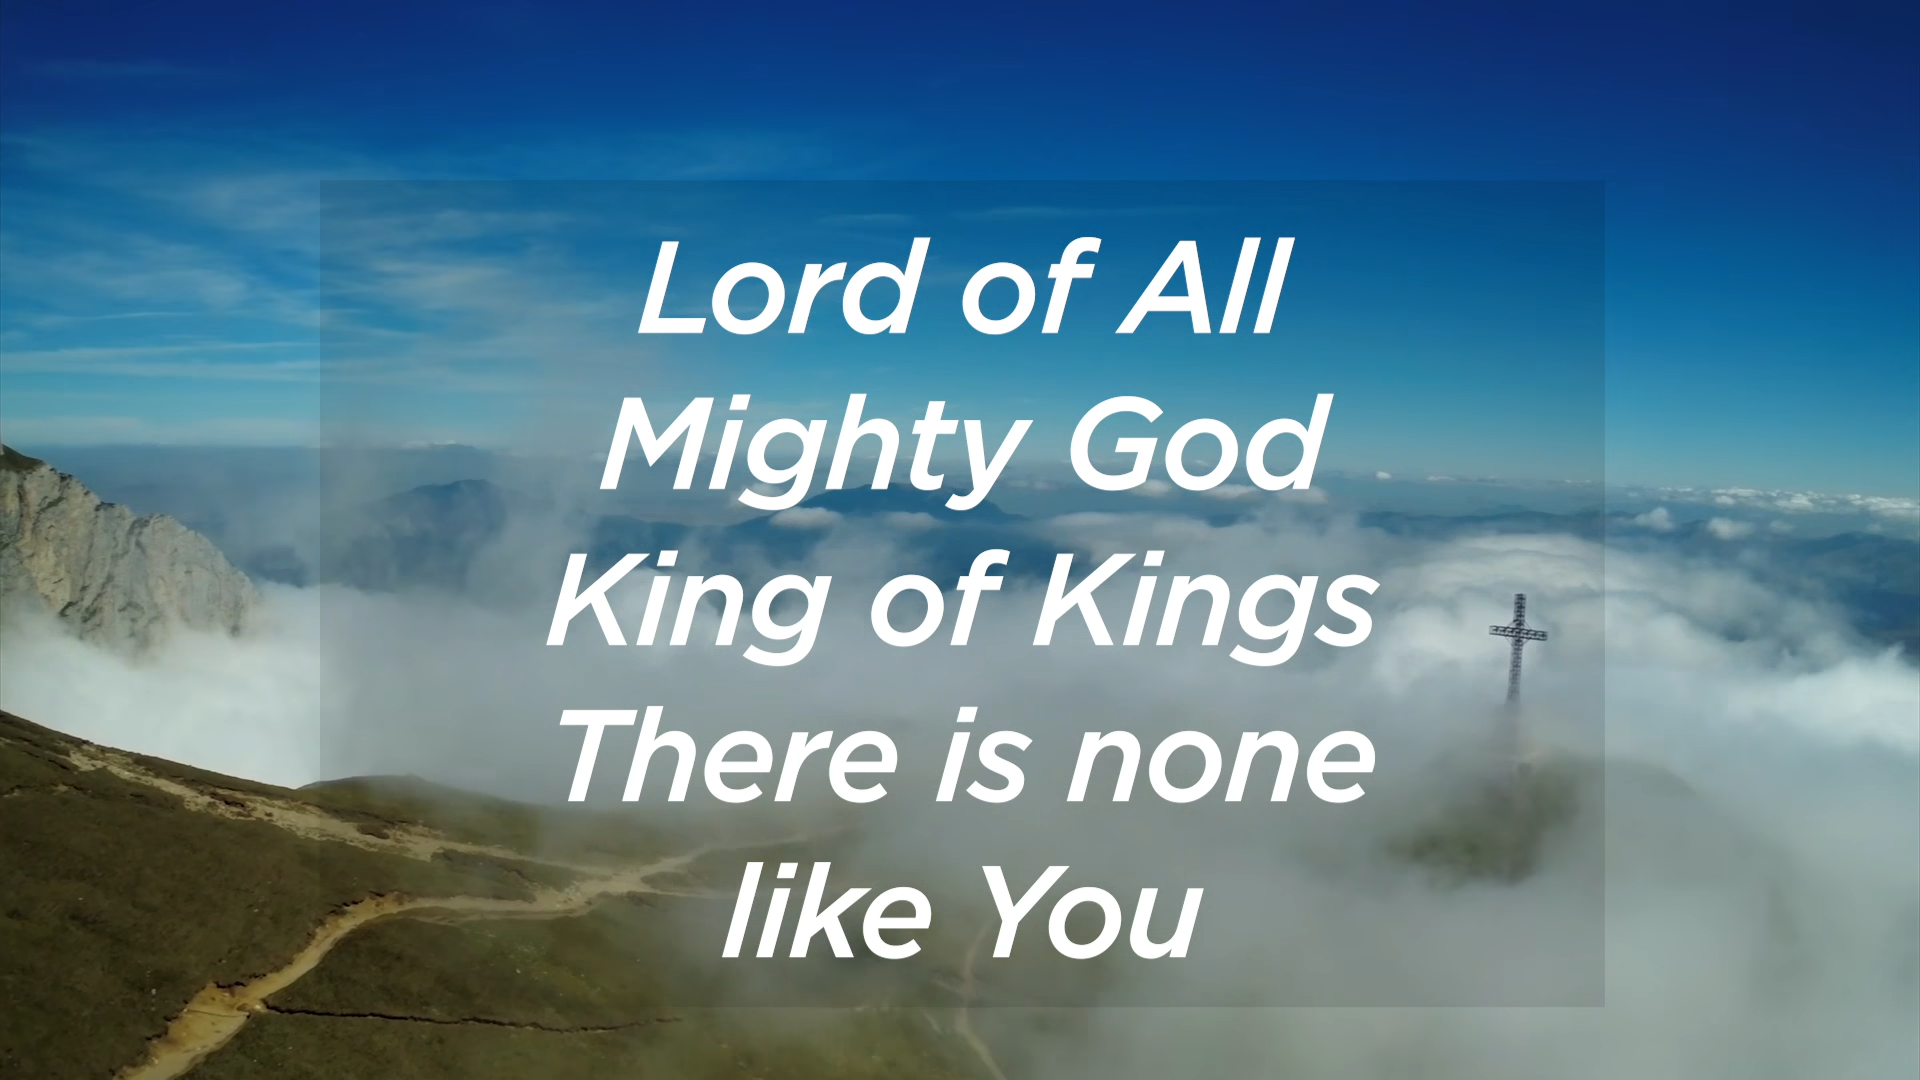 Lord of All
Mighty God
King of Kings
There is none
like You